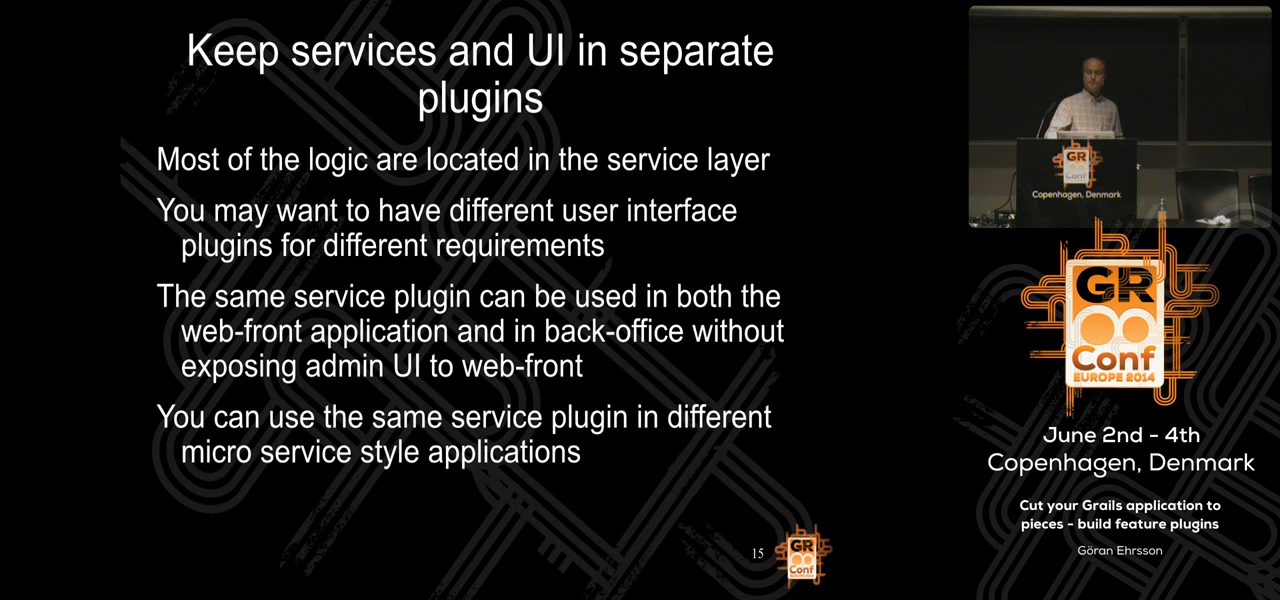 Keep services and UI in separate
plugins
Most of the logic are located in the service layer
You may want to have different user interface
plugins for different requirements
The same service plugin can be used in both the
web-front application and in back-office without
exposing admin UI to web-front
You can use the same service plugin in different
micro service style applications
15
GR
Conf
EUROPE 2014
GR
Conf
Copenhagen, Denmark
GR
Conf
EUROPE 2014
June 2nd - 4th
Copenhagen, Denmark
Cut your Grails application to
pieces - build feature plugins
Göran Ehrsson